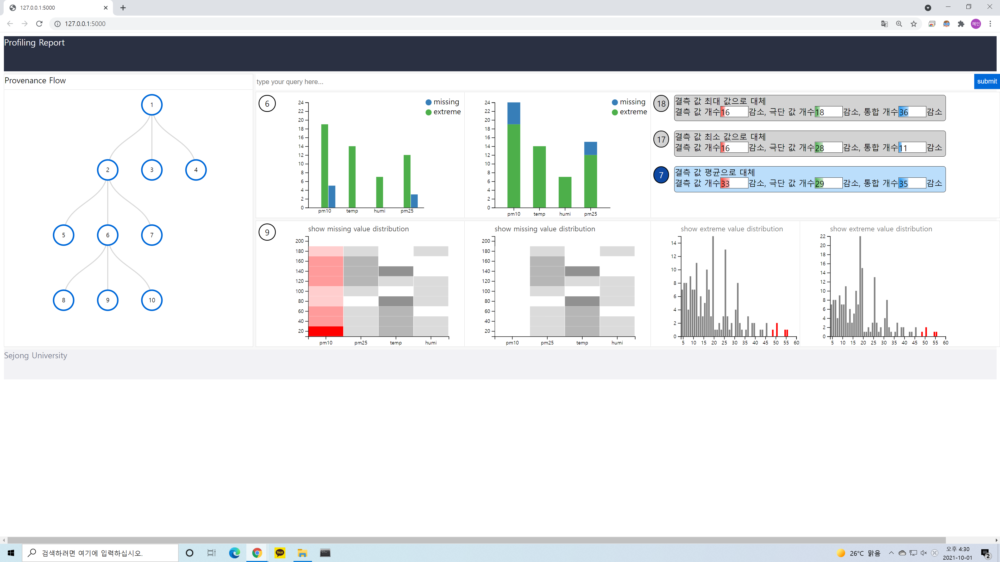 127.0.0.1:5000
127.0.0.1:5000
혜인
Profiling Report
Provenance Flow
type your query here...
submit
1
2 3 4
5 6 7
8 9 10
6
24
22
20
18
16
14
12
10
8
6
4
2
0
pm10 temp humi pm25
missing
extreme
24
22
20
18
16
14
12
10
8
6
4
2
0
pm10 temp humi pm25
missing
extreme
18
결측 값 최대 값으로 대체
결측 값 개수16감소, 극단 값 개수18감소, 통합 개수36감소
17
결측 값 최소 값으로 대체
결측 값 개수16감소, 극단 값 개수28감소, 통합 개수11감소
7
결측 값 평균으로 대체
결측 값 개수33감소, 극단 값 개수29감소, 통합 개수35감소
9
show missing value distribution
200
180
160
140
120
100
80
60
40
20
pm10 pm25 temp humi
show missing value distribution
200
180
160
140
120
100
80
60
40
20
pm10 pm25 temp humi
show extreme value distribution
14
12
10
8
6
4
2
0
5 10 15 20 25 30 35 40 45 50 55 60
show extreme value distribution
22
20
18
16
14
12
10
8
6
4
2
0
5 10 15 20 25 30 35 40 45 50 55 60
Sejong University
검색하려면 여기에 입력하십시오.
TALK
26°C 맑음
오후 4:30
2021-10-01
2